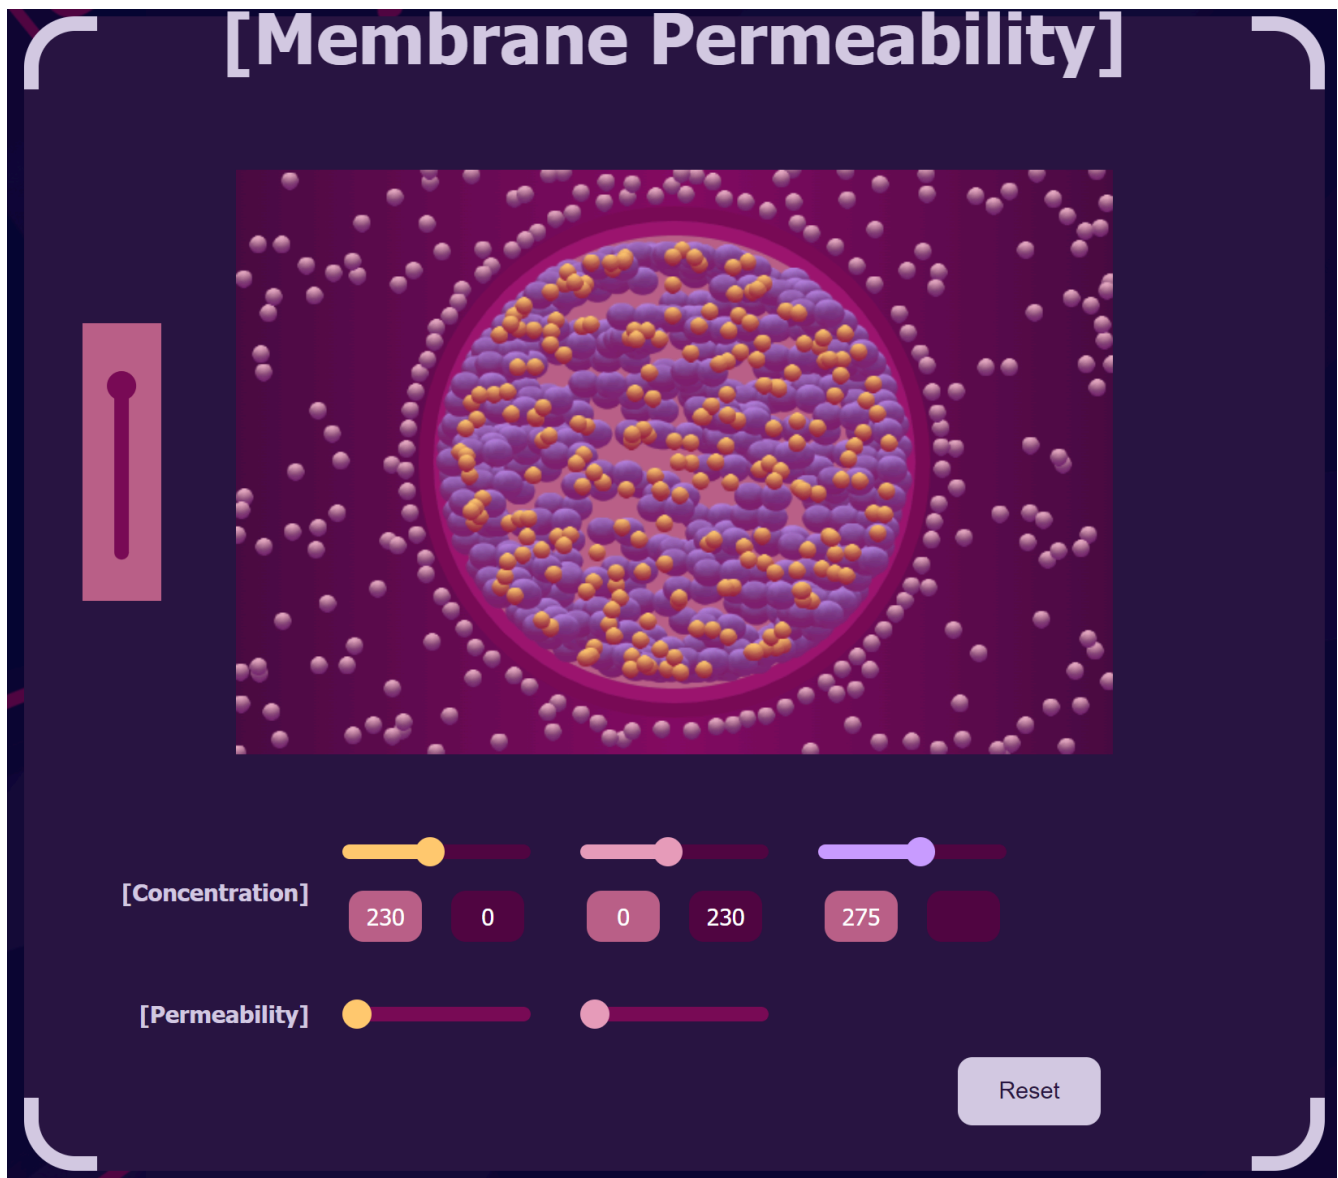 [Membrane Permeability]
[Concentration]
230 0 0 230 275
[Permeability]
Reset